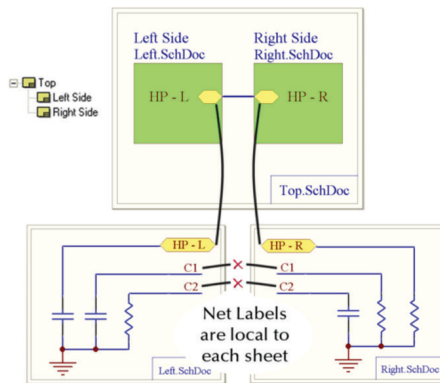 Left Side
Left.SchDoc
Right Side
Right.SchDoc
Top
Left Side
Right Side
HP - L
HP - R
Top.SchDoc
HP - L
HP - R
C1
C1
C2
C2
Net Labels
are local to
each sheet
Left.SchDoc
Right.SchDoc